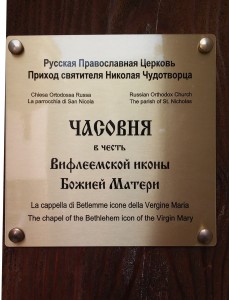 Русская Православная Церковь
Приход святителя Николая Чудотворца
Chiesa Ortodossa Russa Russian Orthodox Church
La parrocchia di San Nicola The parish of St. Nicholas
ЧАСОВНЯ
в честь
Вифлеемской иконы
Божией Матери
La cappella di Betlemme icone della Vergine Maria
The chapel of the Bethlehem icon of the Virgin Mary